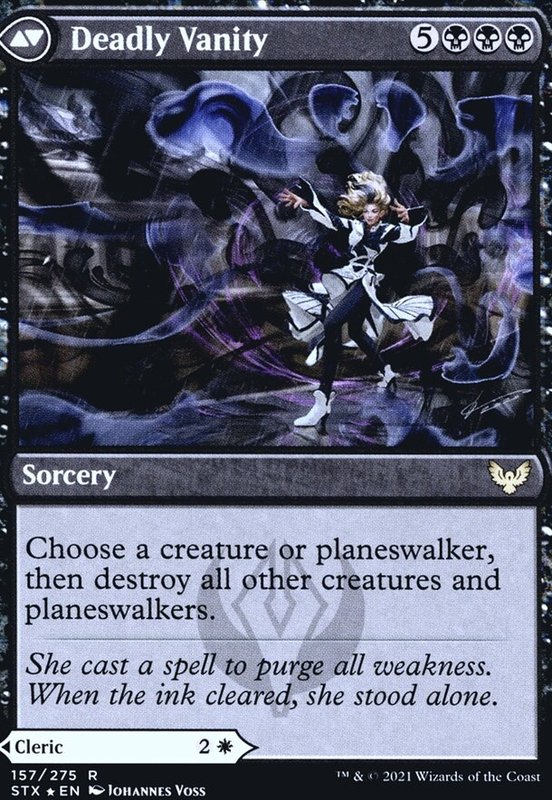 Deadly Vanity 5
Sorcery
Choose a creature or planeswalker,
then destroy all other creatures and
planeswalkers.
She cast a spell to purge all weakness.
When the ink cleared, she stood alone.
Cleric 2
157/275 R
STX ★ EN Johannes Voss ™ & © 2021 Wizards of the Coast